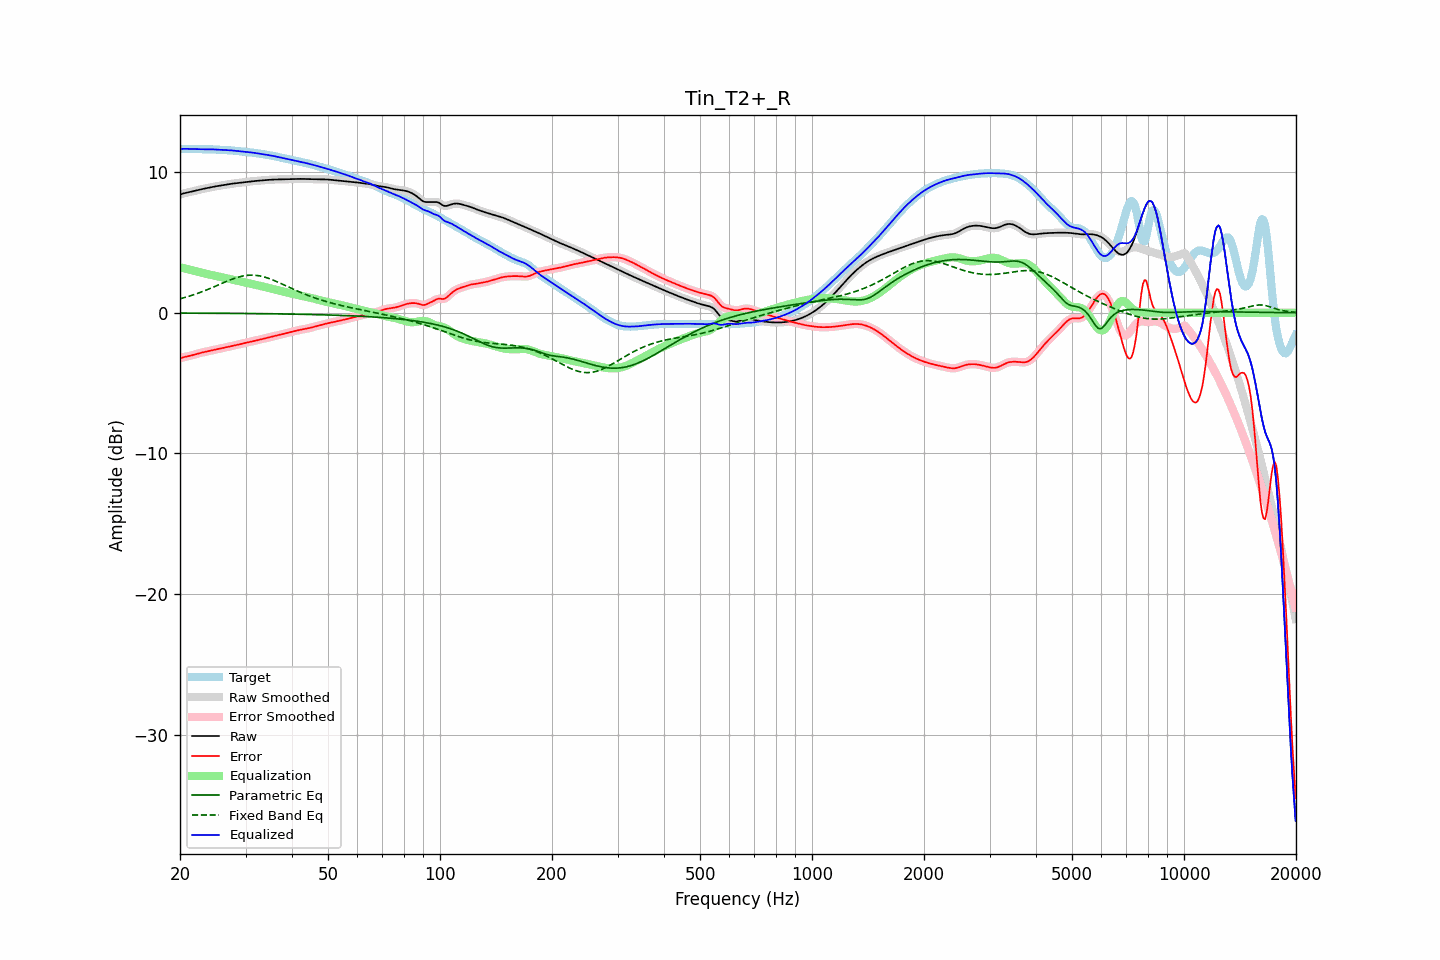 Tin_T2+_R
10
0
−10
−20
−30
Amplitude (dBr)
Target
Raw Smoothed
Error Smoothed
Raw
Error
Equalization
Parametric Eq
Fixed Band Eq
Equalized
20 50 100 200 500 1000 2000 5000 10000 20000
Frequency (Hz)